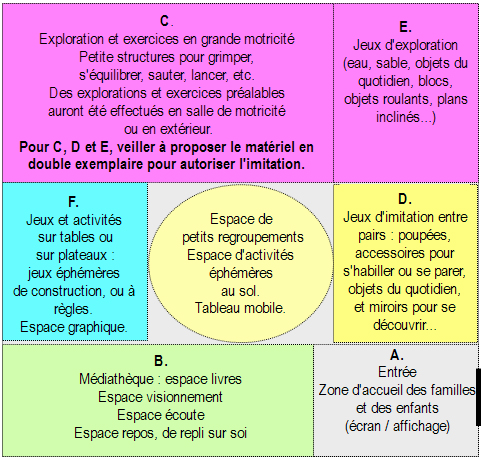 C.
Exploration et exercices en grande motricité
Petite structures pour grimper,
s'équilibrer, sauter, lancer, etc.
Des explorations et exercices préalables
auront été effectués en salle de motricité
ou en extérieur.
Pour C, D et E, veiller à proposer le matériel en
double exemplaire pour autoriser l'imitation.
E.
Jeux d'exploration
(eau, sable, objets du
quotidien, blocs,
objets roulants, plans
inclinés...)
F.
Jeux et activités
sur tables ou
sur plateaux :
jeux éphémères
de construction, ou à
règles.
Espace graphique.
Espace de
petits regroupements
Espace d'activités
éphémères
au sol.
Tableau mobile.
D.
Jeux d'imitation entre
pairs : poupées,
accessoires pour
s'habiller ou se parer,
objets du quotidien,
et miroirs pour se
découvrir...
B.
Médiathèque : espace livres
Espace visionnement
Espace écoute
Espace repos, de repli sur soi
A.
Entrée
Zone d'accueil des familles
et des enfants
(écran / affichage)